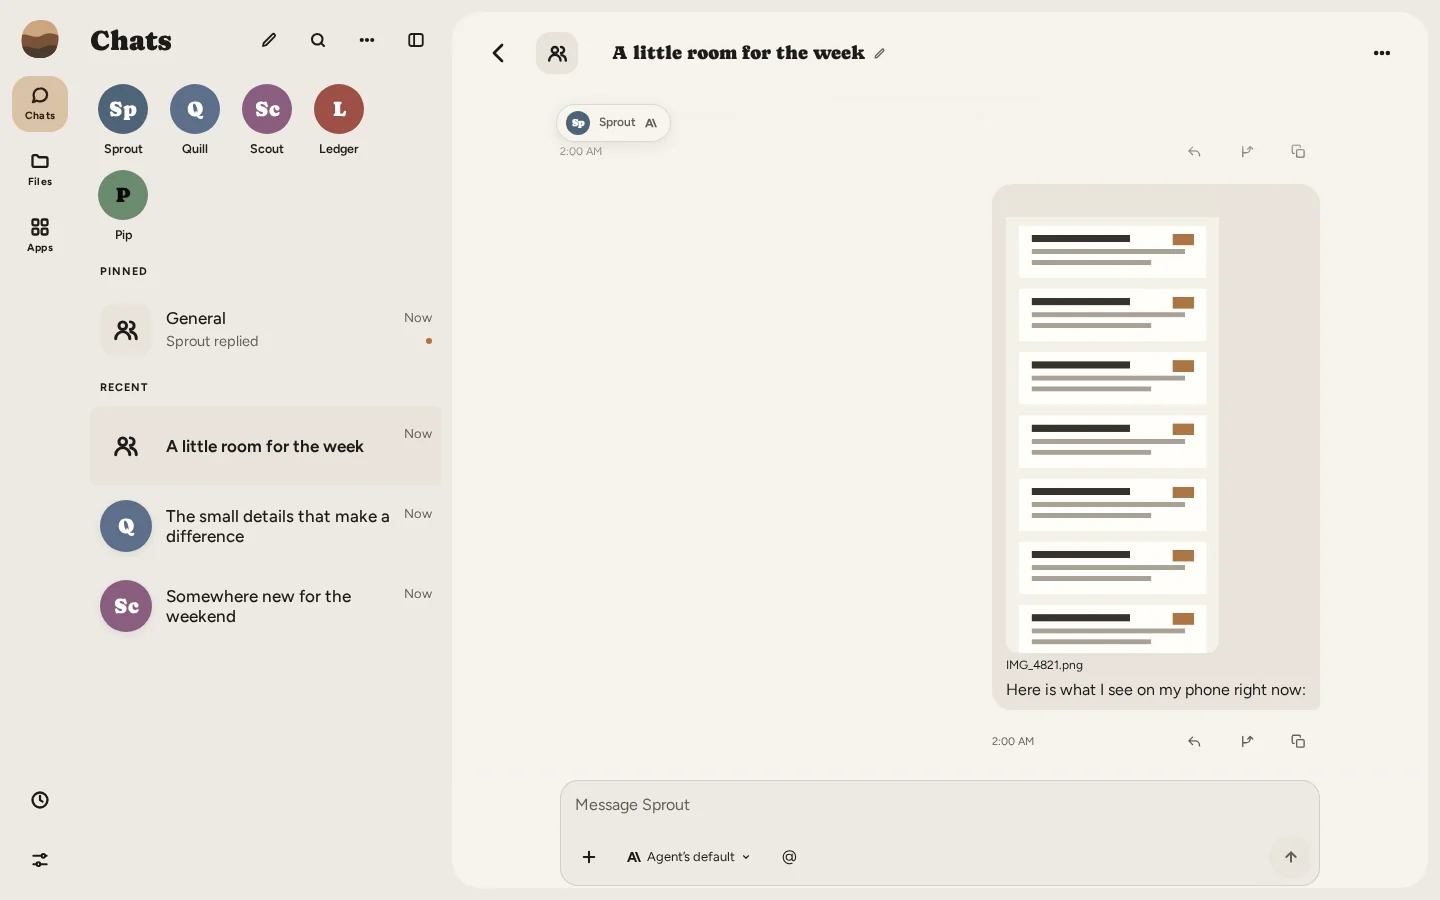 Chats
Chats
Files
Apps
Sp
Sprout
Q
Quill
Sc
Scout
L
Ledger
P
Pip
PINNED
General
Now
Sprout replied
RECENT
A little room for the week
Now
Q
The small details that make a
difference
Now
Sc
Somewhere new for the
weekend
Now
A little room for the week
Sp
Sprout
2:00 AM
IMG_4821.png
Here is what I see on my phone right now:
2:00 AM
Message Sprout
Agent's default
@